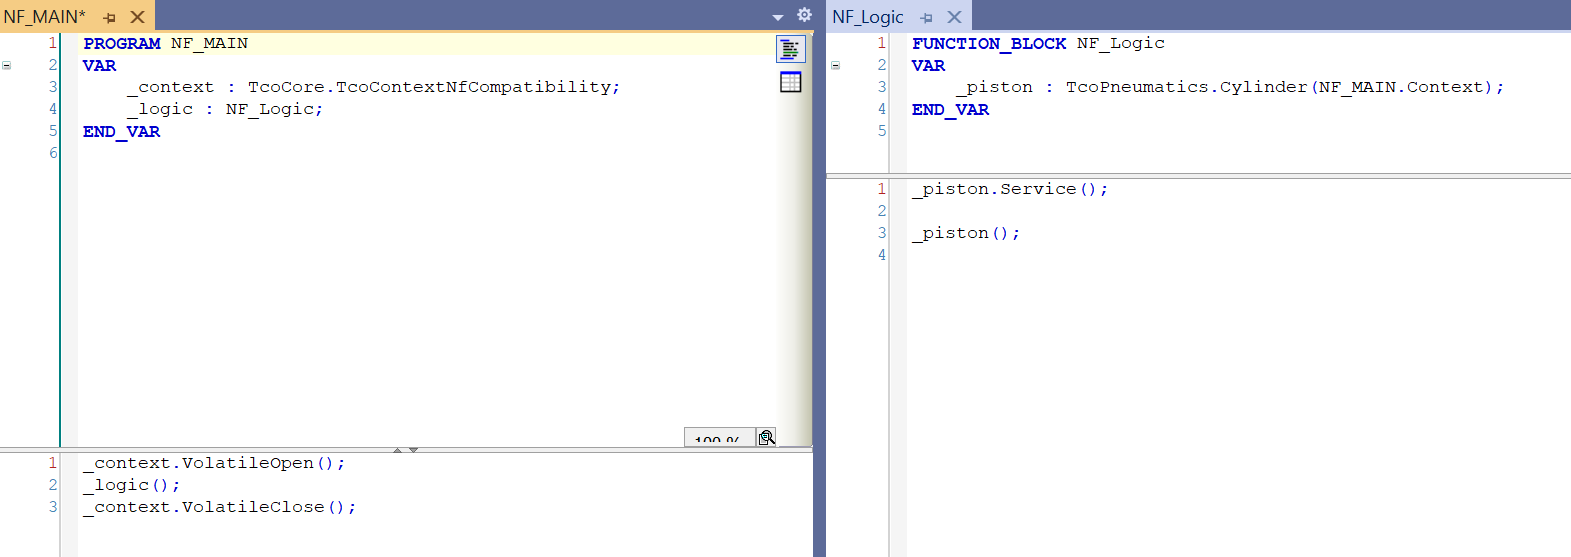 NF_MAIN*
1 PROGRAM NF_MAIN
2 VAR
3 _context : TcoCore.TcoContextNfCompatibility;
4 _logic : NF_Logic;
5 END_VAR
6
100 %
1 _context.VolatileOpen();
2 _logic();
3 _context.VolatileClose();
NF_Logic
1 FUNCTION_BLOCK NF_Logic
2 VAR
3 _piston : TcoPneumatics.Cylinder(NF_MAIN.Context);
4 END_VAR
5
1 _piston.Service();
2
3 _piston();
4